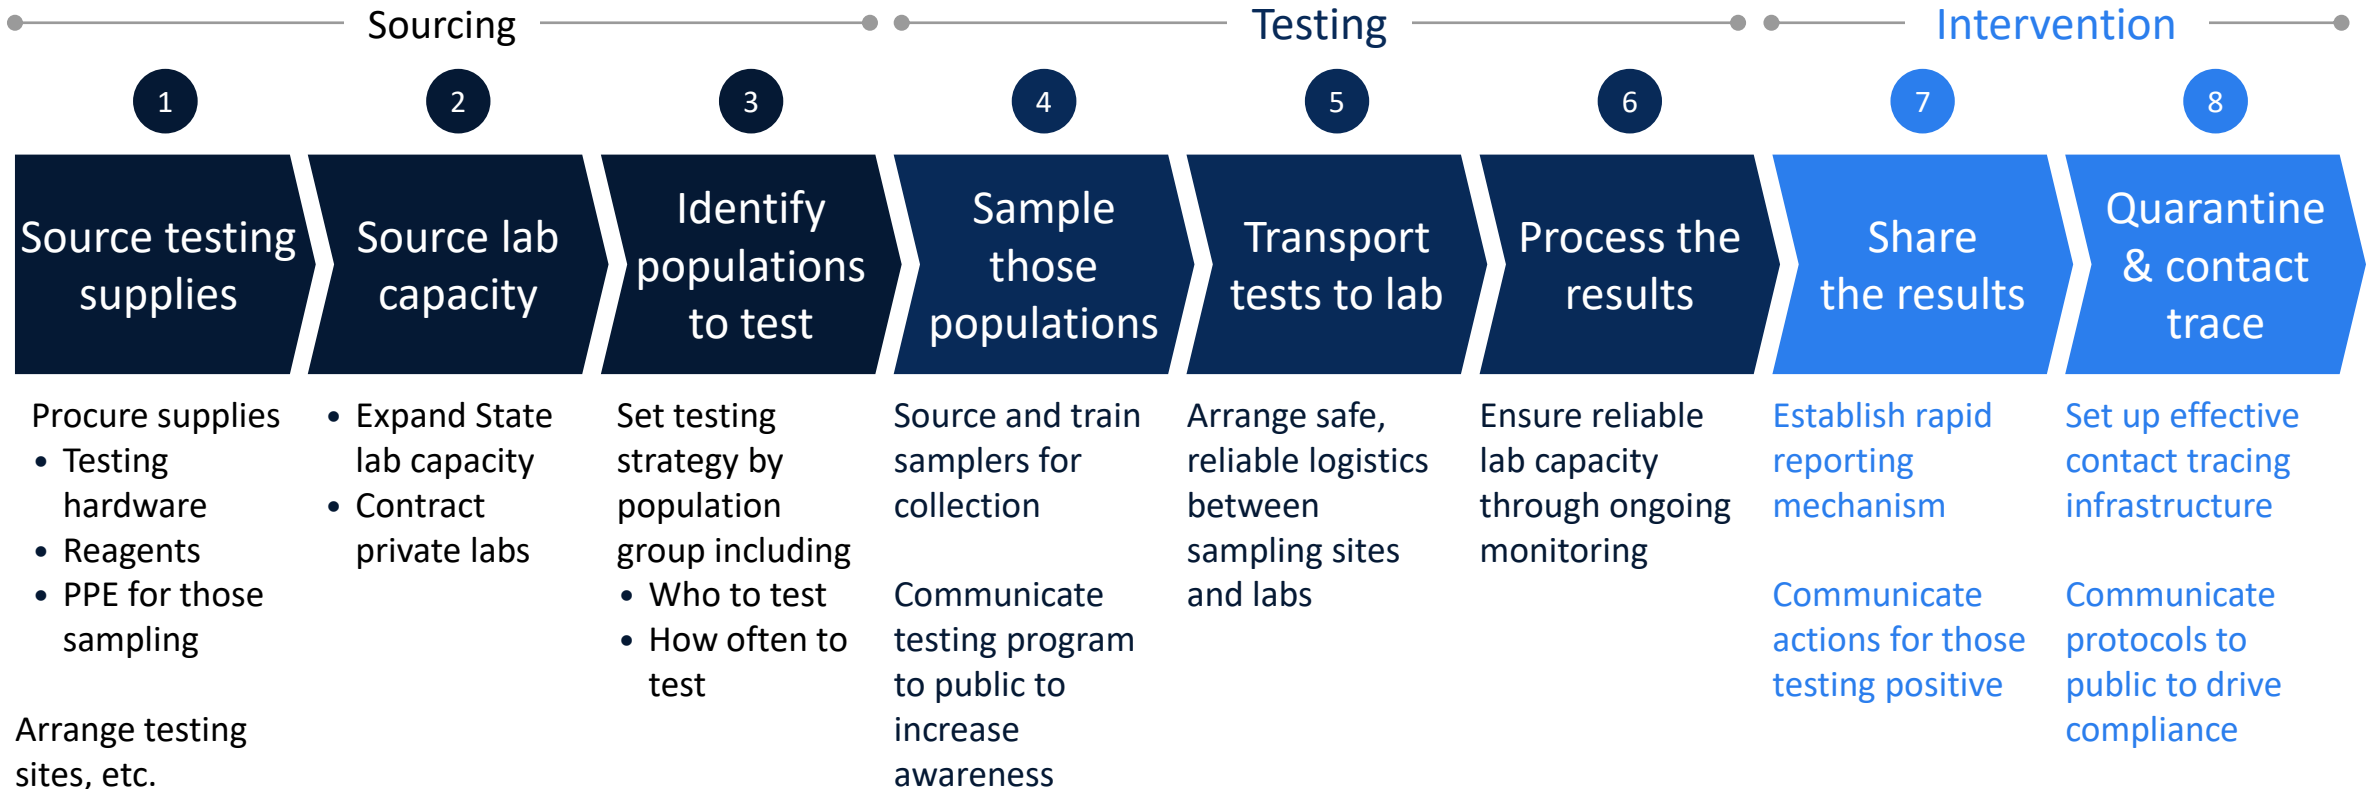 Sourcing
Testing
Intervention
1
2
3
4
5
6
7
8
Source testing
supplies
Source lab
capacity
Identify
populations
to test
Sample
those
populations
Transport
tests to lab
Process the
results
Share
the results
Quarantine
& contact
trace
Procure supplies
• Testing
hardware
• Reagents
• PPE for those
sampling
Arrange testing
sites, etc.
• Expand State
lab capacity
• Contract
private labs
Set testing
strategy by
population
group including
• Who to test
• How often to
test
Source and train
samplers for
collection
Communicate
testing program
to public to
increase
awareness
Arrange safe,
reliable logistics
between
sampling sites
and labs
Ensure reliable
lab capacity
through ongoing
monitoring
Establish rapid
reporting
mechanism
Communicate
actions for those
testing positive
Set up effective
contact tracing
infrastructure
Communicate
protocols to
public to drive
compliance